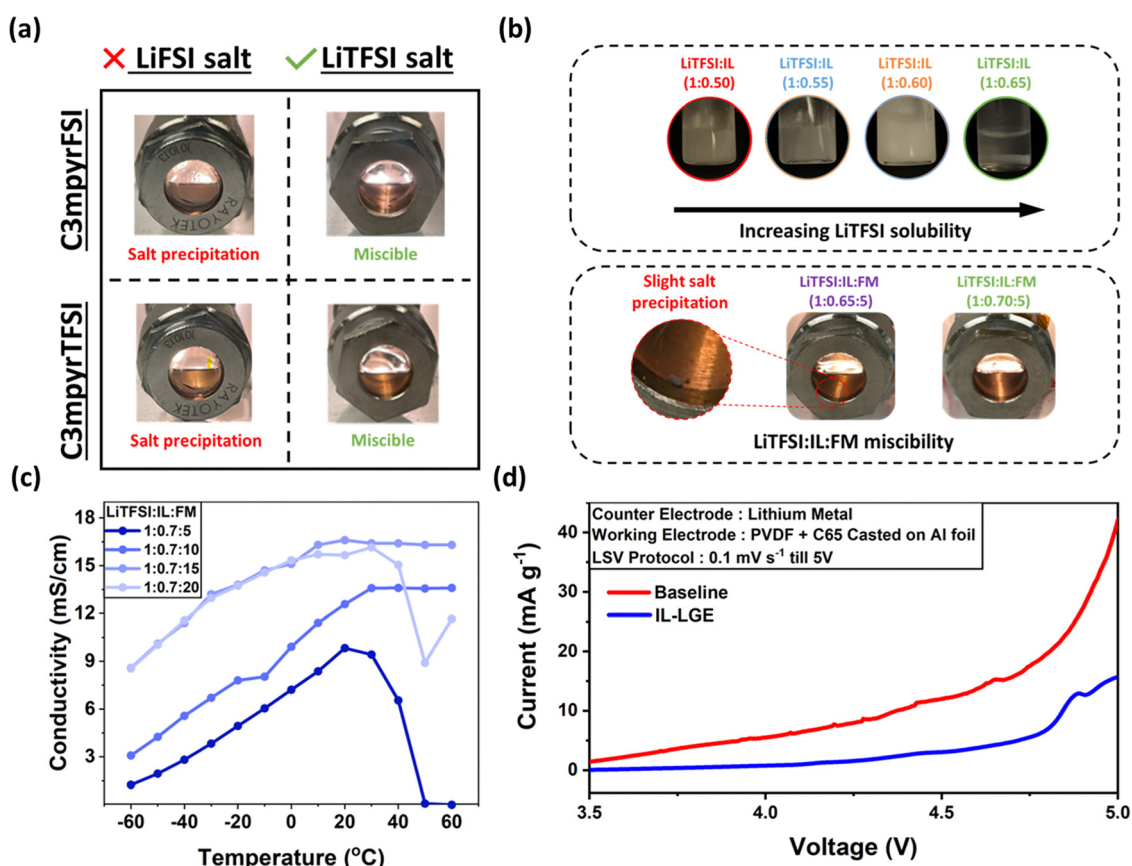 (a)
LiFSI salt
LiTFSI salt
C3mpyrFSI
101013
RAYOTEK
Salt precipitation
Miscible
C3mpyrTFSI
101013
RAYOTEK
Salt precipitation
Miscible
(b)
LiTFSI:IL
(1:0.50)
LiTFSI:IL
(1:0.55)
LiTFSI:IL
(1:0.60)
LiTFSI:IL
(1:0.65)
Increasing LiTFSI solubility
Slight salt
precipitation
LiTFSI:IL:FM
(1:0.65:5)
LiTFSI:IL:FM
(1:0.70:5)
LiTFSI:IL:FM miscibility
(c)
LiTFSI:IL:FM
1:0.7:5
1:0.7:10
1:0.7:15
1:0.7:20
Conductivity (mS/cm)
18
15
12
9
6
3
-60 -40 -20 0 20 40 60
Temperature (°C)
(d)
Counter Electrode : Lithium Metal
Working Electrode : PVDF + C65 Casted on Al foil
LSV Protocol : 0.1 mV s⁻¹ till 5V
Baseline
IL-LGE
Current (mA g⁻¹)
40
30
20
10
0
3.5 4.0 4.5 5.0
Voltage (V)